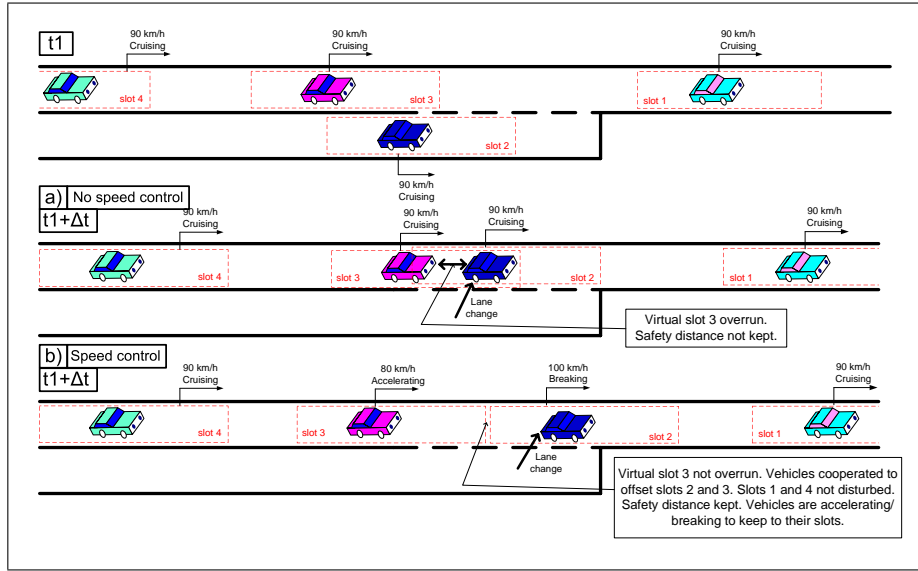 t1
90 km/h
Cruising
90 km/h
Cruising
90 km/h
Cruising
slot 4
slot 3
slot 1
slot 2
90 km/h
Cruising
a) No speed control
t1+Δt
90 km/h
Cruising
90 km/h
Cruising
90 km/h
Cruising
90 km/h
Cruising
slot 4
slot 3
slot 2
slot 1
Lane
change
Virtual slot 3 overrun.
Safety distance not kept.
b) Speed control
t1+Δt
90 km/h
Cruising
80 km/h
Accelerating
100 km/h
Breaking
90 km/h
Cruising
slot 4
slot 3
slot 2
slot 1
Lane
change
Virtual slot 3 not overrun. Vehicles cooperated to
offset slots 2 and 3. Slots 1 and 4 not disturbed.
Safety distance kept. Vehicles are accelerating/
breaking to keep to their slots.